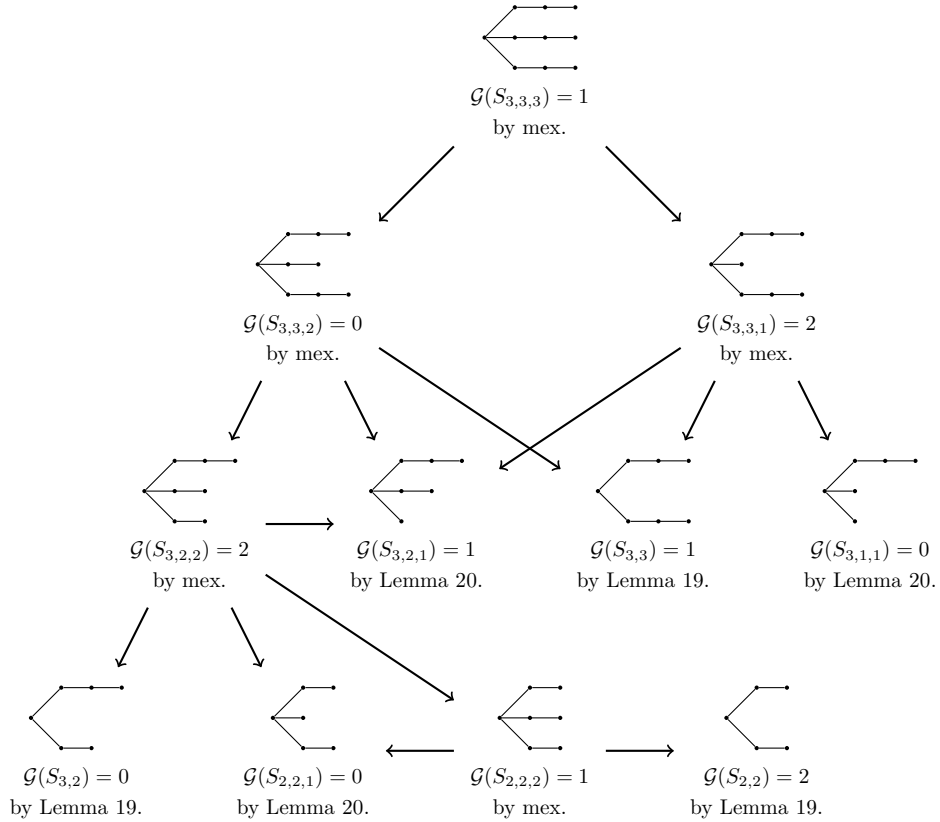 𝒢(S₃,₃,₃) = 1
by mex.
𝒢(S₃,₃,₂) = 0
by mex.
𝒢(S₃,₃,₁) = 2
by mex.
𝒢(S₃,₂,₂) = 2
by mex.
𝒢(S₃,₂,₁) = 1
by Lemma 20.
𝒢(S₃,₃) = 1
by Lemma 19.
𝒢(S₃,₁,₁) = 0
by Lemma 20.
𝒢(S₃,₂) = 0
by Lemma 19.
𝒢(S₂,₂,₁) = 0
by Lemma 20.
𝒢(S₂,₂,₂) = 1
by mex.
𝒢(S₂,₂) = 2
by Lemma 19.